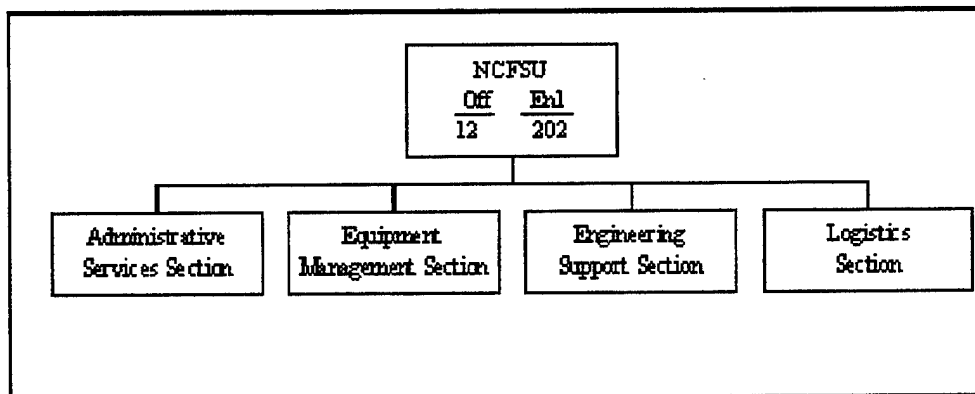 NCFSU
Off Enl
12 202
Administrative
Services Section
Equipment
Management Section
Engineering
Support Section
Logistics
Section